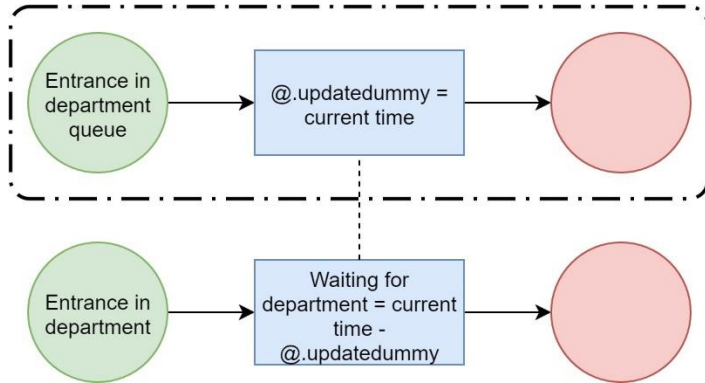 Entrance in
department
queue
@.updatedummy =
current time
Entrance in
department
Waiting for
department = current
time -
@.updatedummy